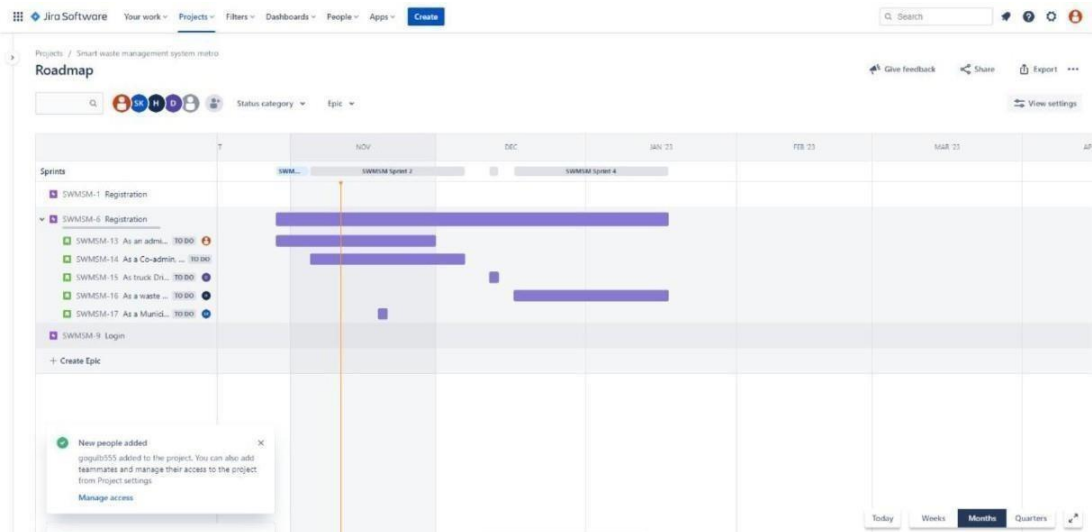 Jira Software Your work Projects Filters Dashboards People Apps Create Search
Projects / Smart waste management system metro
Roadmap
Give feedback Share Export
SK H D Status category Epic View settings
T NOV DEC JAN '23 FEB '23 MAR '23 AP
Sprints SWM... SWMSM Sprint 2 SWMSM Sprint 4
SWMSM-1 Registration
SWMSM-6 Registration
SWMSM-13 As an admi... TO DO
SWMSM-14 As a Co-admin, ... TO DO
SWMSM-15 As truck Dri... TO DO
SWMSM-16 As a waste ... TO DO
SWMSM-17 As a Munici... TO DO
SWMSM-9 Login
+ Create Epic
New people added
gogulb555 added to the project. You can also add
teammates and manage their access to the project
from Project settings
Manage access
Today Weeks Months Quarters